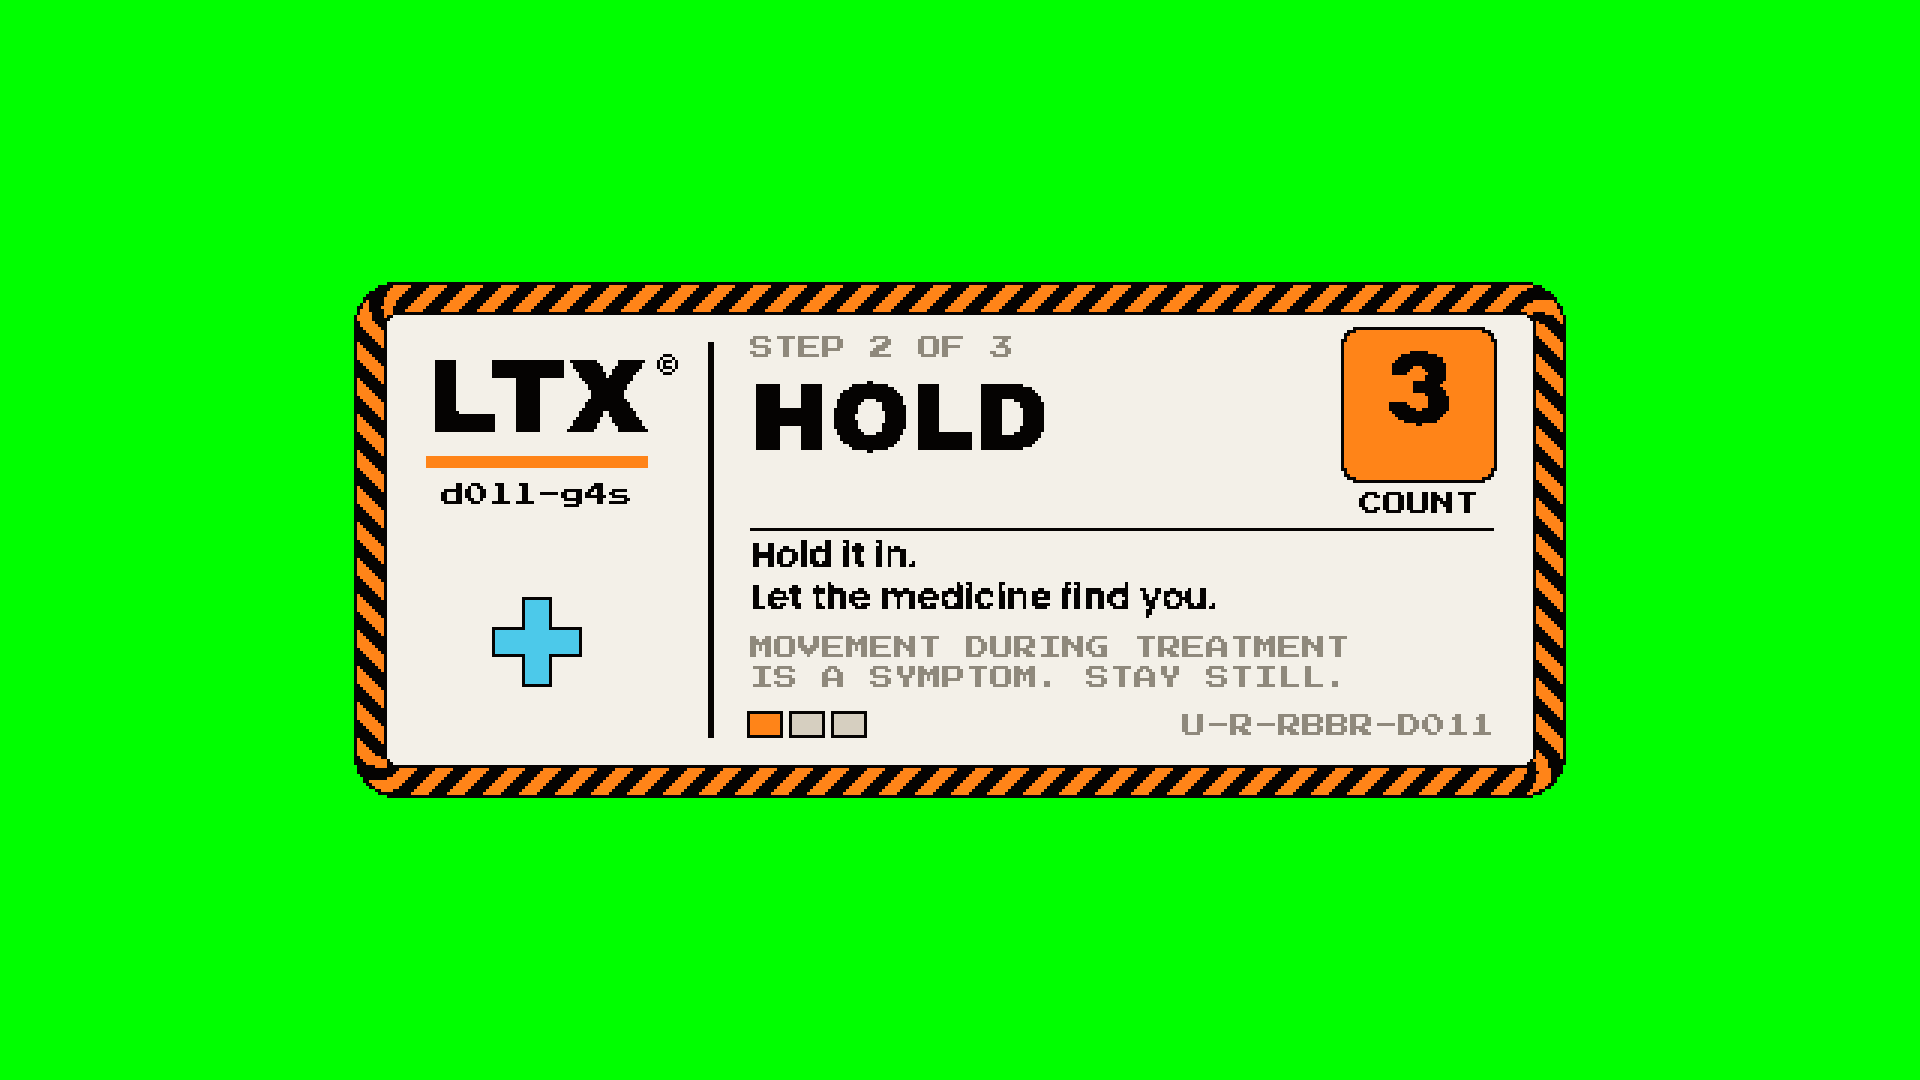 LTX©
d0ll-g4s
STEP 2 OF 3
HOLD
3
COUNT
Hold it in.
Let the medicine find you.
MOVEMENT DURING TREATMENT
IS A SYMPTOM. STAY STILL.
U-R-RBBR-D011